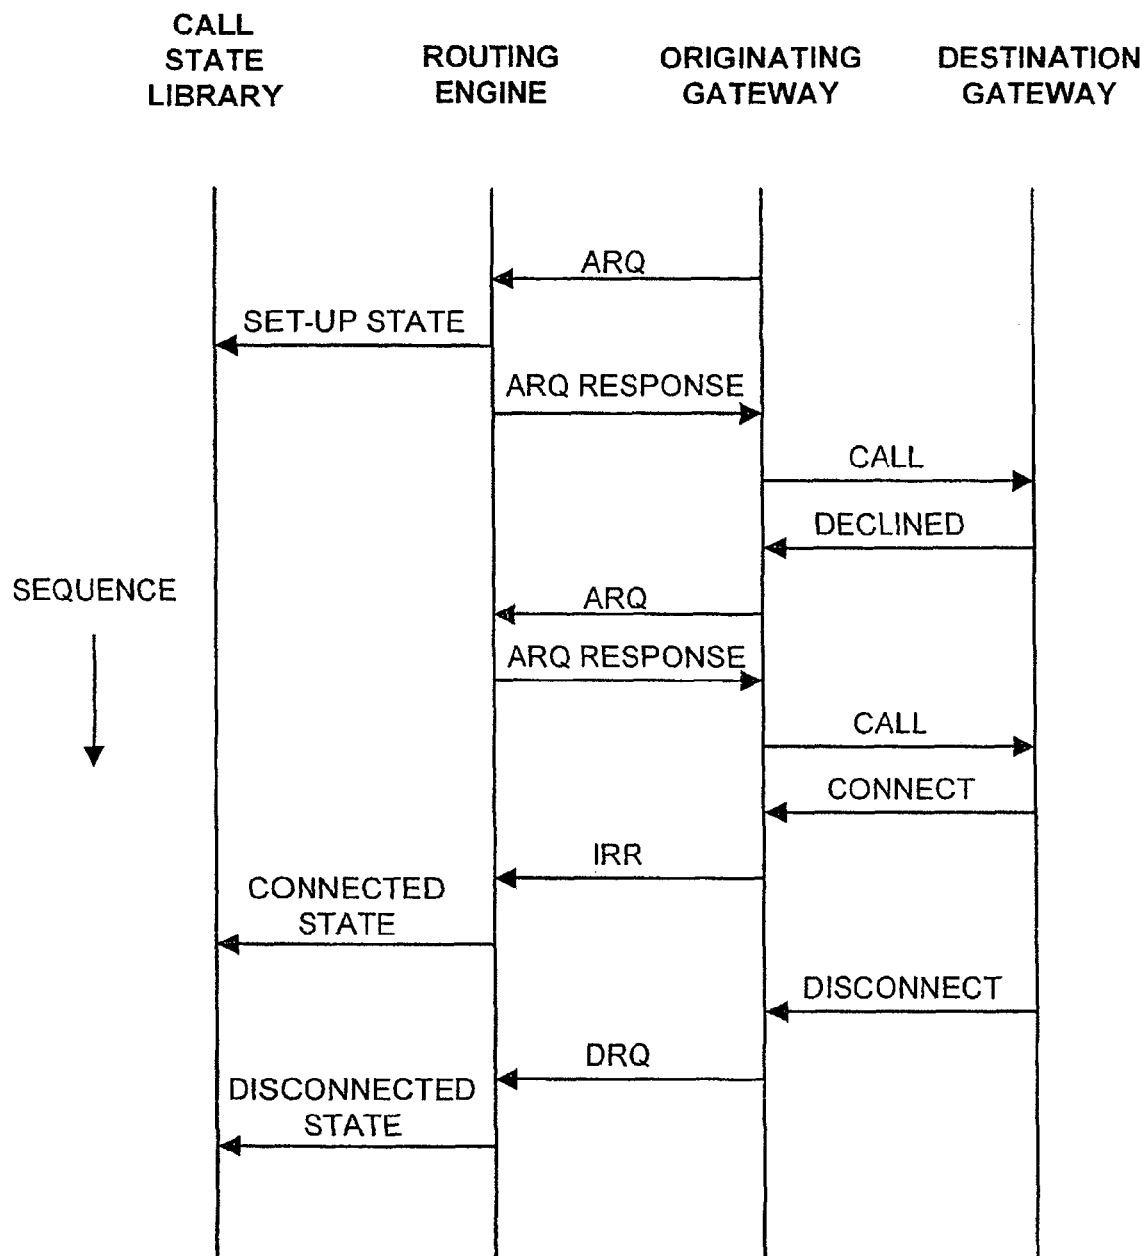 CALL
STATE
LIBRARY
ROUTING
ENGINE
ORIGINATING
GATEWAY
DESTINATION
GATEWAY
ARQ
SET-UP STATE
ARQ RESPONSE
CALL
DECLINED
SEQUENCE
ARQ
ARQ RESPONSE
CALL
CONNECT
IRR
CONNECTED
STATE
DISCONNECT
DRQ
DISCONNECTED
STATE